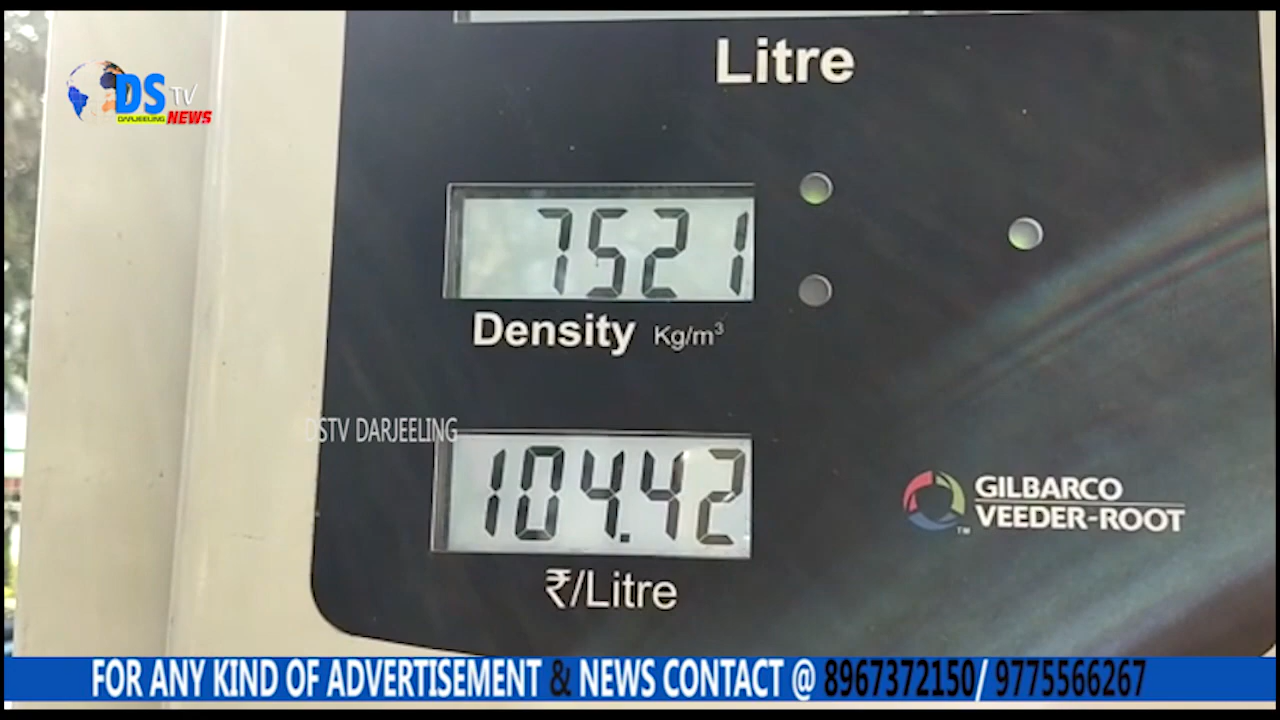 Litre
DS TV
DARJEELING NEWS
7521
Density Kg/m³
DSTV DARJEELING
104.42
₹/Litre
GILBARCO
VEEDER-ROOT
TM
FOR ANY KIND OF ADVERTISEMENT & NEWS CONTACT @ 8967372150/ 9775566267